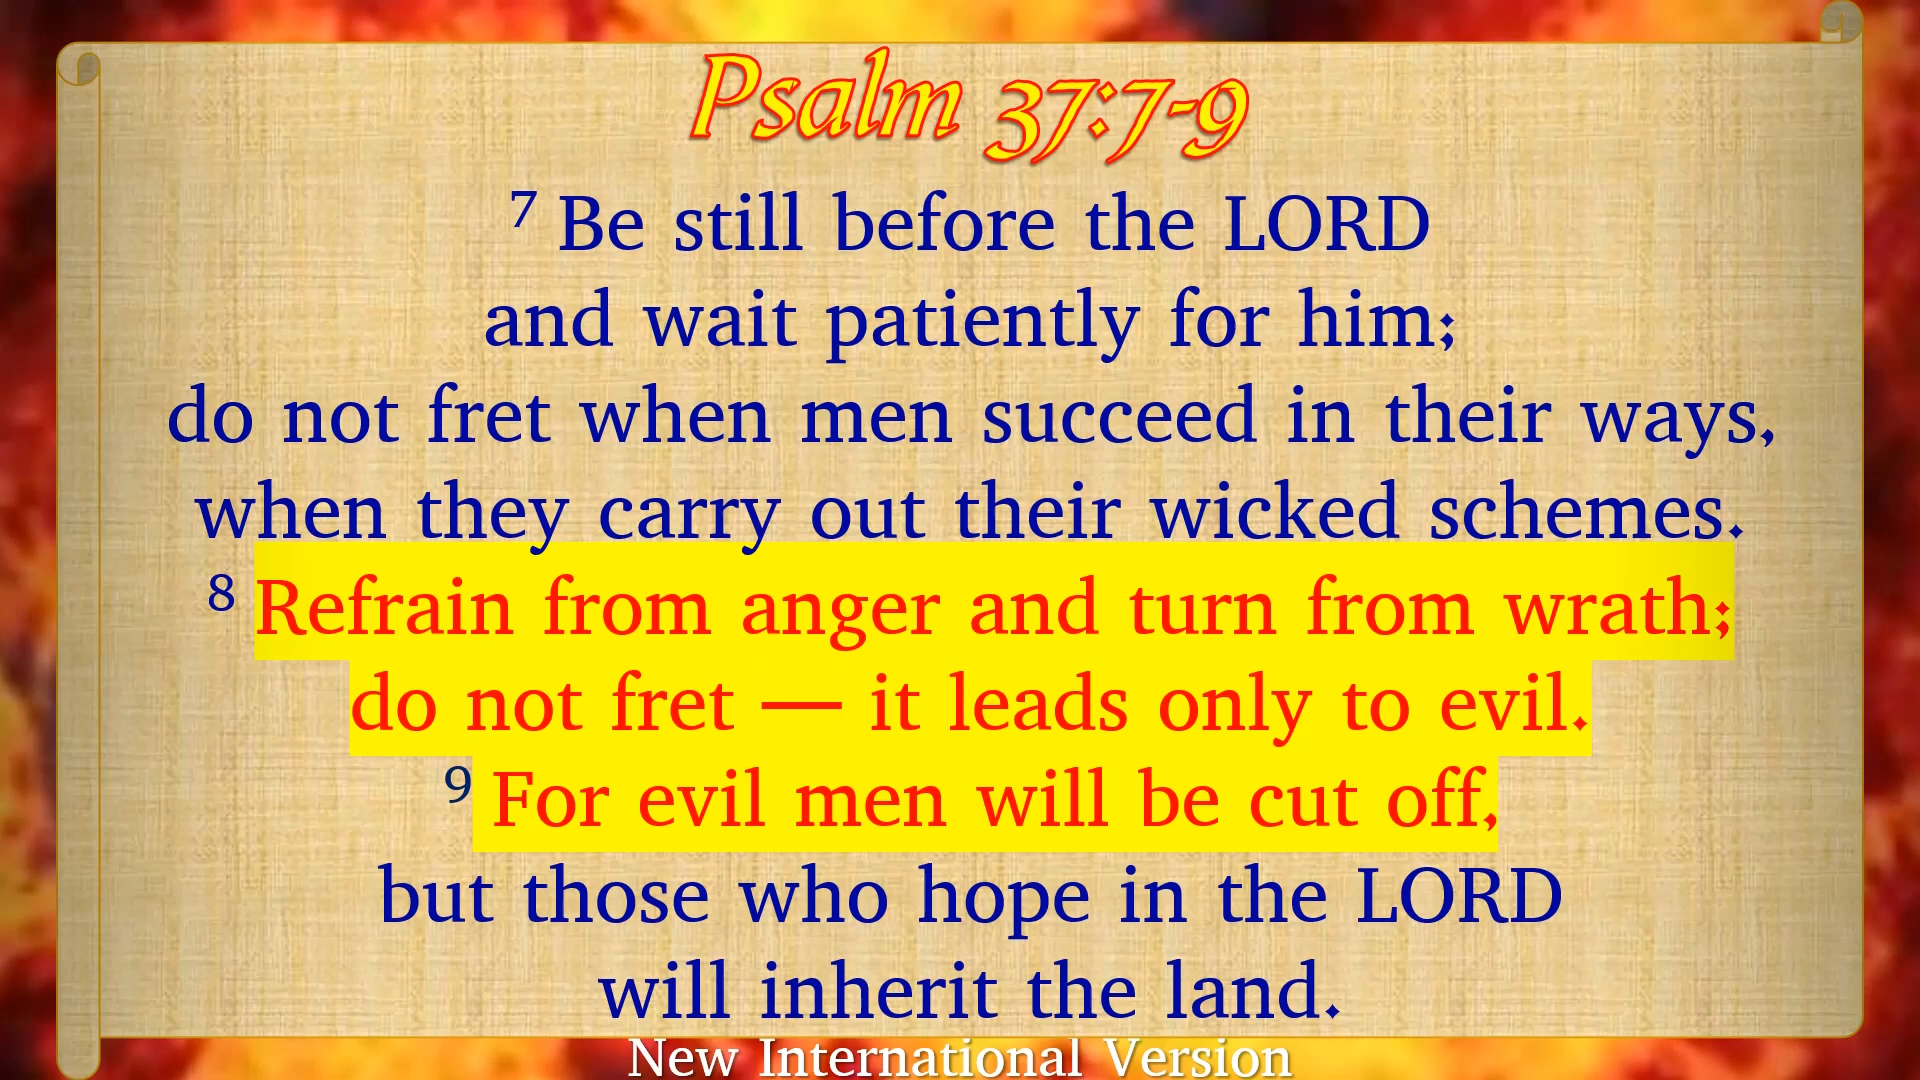 Psalm 37:7-9
7 Be still before the LORD
and wait patiently for him;
do not fret when men succeed in their ways,
when they carry out their wicked schemes.
8 Refrain from anger and turn from wrath;
do not fret — it leads only to evil.
9 For evil men will be cut off,
but those who hope in the LORD
will inherit the land.
New International Version